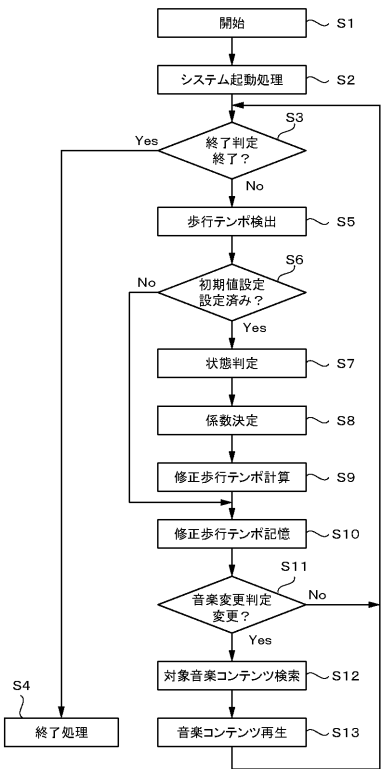 開始
S1
システム起動処理
S2
S3
Yes
終了判定
終了？
No
歩行テンポ検出
S5
S6
No
初期値設定
設定済み？
Yes
状態判定
S7
係数決定
S8
修正歩行テンポ計算
S9
修正歩行テンポ記憶
S10
S11
音楽変更判定
変更？
No
Yes
対象音楽コンテンツ検索
S12
S4
終了処理
音楽コンテンツ再生
S13